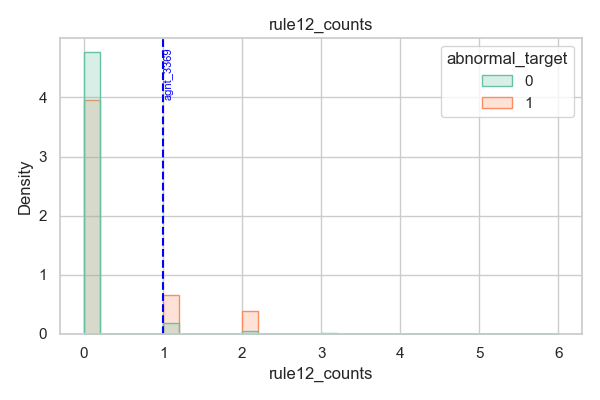 rule12_counts
agnt_3369
abnormal_target
0
1
Density
4
3
2
1
0
0 1 2 3 4 5 6
rule12_counts